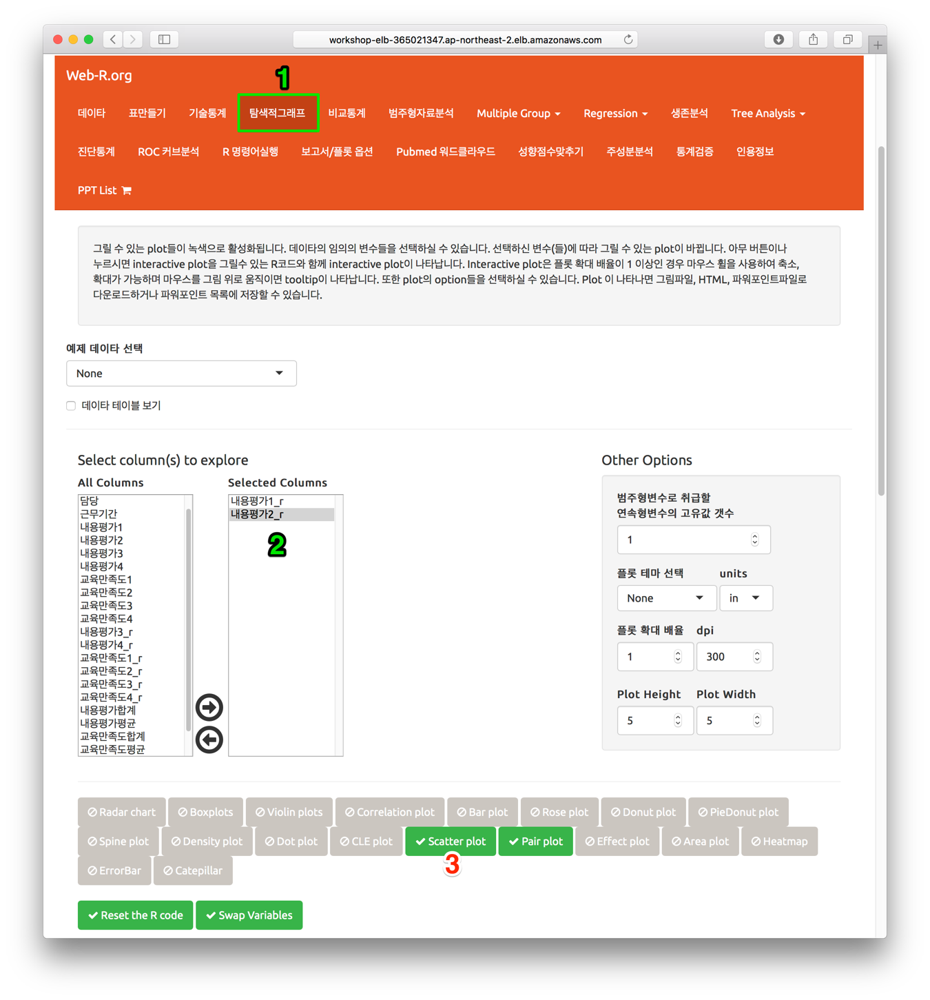 workshop-elb-365021347.ap-northeast-2.elb.amazonaws.com
Web-R.org
1
데이타 표만들기 기술통계 탐색적그래프 비교통계 범주형자료분석 Multiple Group Regression 생존분석 Tree Analysis
진단통계 ROC 커브분석 R 명령어실행 보고서/플롯 옵션 Pubmed 워드클라우드 성향점수맞추기 주성분분석 통계검증 인용정보
PPT List
그릴 수 있는 plot들이 녹색으로 활성화됩니다. 데이타의 임의의 변수들을 선택하실 수 있습니다. 선택하신 변수(들)에 따라 그릴 수 있는 plot이 바뀝니다. 아무 버튼이나
누르시면 interactive plot을 그릴수 있는 R코드와 함께 interactive plot이 나타납니다. Interactive plot은 플롯 확대 배율이 1 이상인 경우 마우스 휠을 사용하여 축소,
확대가 가능하며 마우스를 그림 위로 움직이면 tooltip이 나타납니다. 또한 plot의 option들을 선택하실 수 있습니다. Plot 이 나타나면 그림파일, HTML, 파워포인트파일로
다운로드하거나 파워포인트 목록에 저장할 수 있습니다.
예제 데이타 선택
None
데이타 테이블 보기
Select column(s) to explore
All Columns
담당
근무기간
내용평가1
내용평가2
내용평가3
내용평가4
교육만족도1
교육만족도2
교육만족도3
교육만족도4
내용평가3_r
내용평가4_r
교육만족도1_r
교육만족도2_r
교육만족도3_r
교육만족도4_r
내용평가합계
내용평가평균
교육만족도합계
교육만족도평균
Selected Columns
내용평가1_r
내용평가2_r
2
Other Options
범주형변수로 취급할
연속형변수의 고유값 갯수
1
플롯 테마 선택 units
None in
플롯 확대 배율 dpi
1 300
Plot Height Plot Width
5 5
Radar chart Boxplots Violin plots Correlation plot Bar plot Rose plot Donut plot PieDonut plot
Spine plot Density plot Dot plot CLE plot Scatter plot Pair plot Effect plot Area plot Heatmap
3
ErrorBar Catepillar
Reset the R code Swap Variables